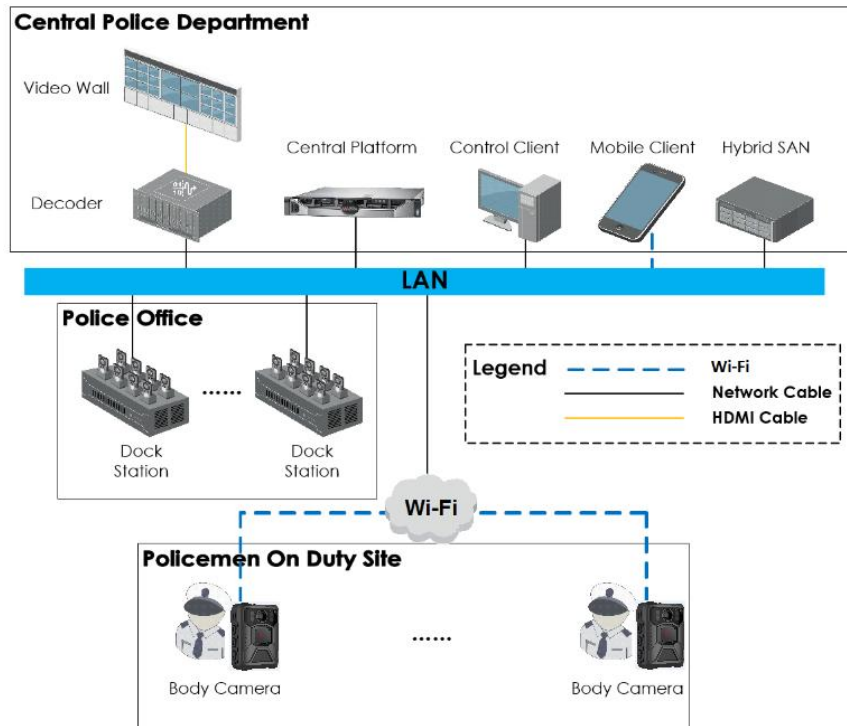 Central Police Department
Video Wall
Decoder
Central Platform
Control Client
Mobile Client
Hybrid SAN
LAN
Police Office
......
Dock
Station
Dock
Station
Legend
Wi-Fi
Network Cable
HDMI Cable
Wi-Fi
Policemen On Duty Site
......
Body Camera
Body Camera